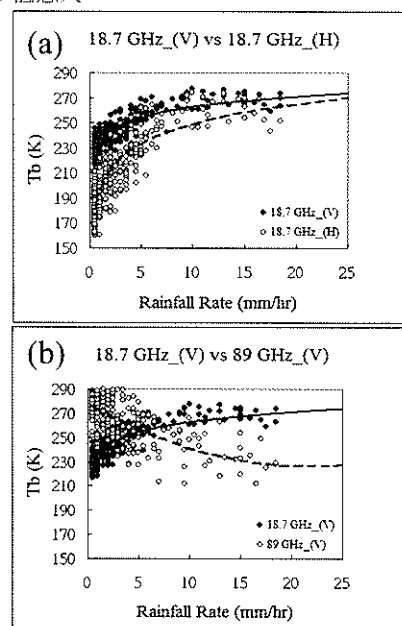 (a) 18.7 GHz_(V) vs 18.7 GHz_(H)
290
270
250
230
210
190
170
150
Tb (K)
18.7 GHz_(V)
18.7 GHz_(H)
0 5 10 15 20 25
Rainfall Rate (mm/hr)
(b) 18.7 GHz_(V) vs 89 GHz_(V)
290
270
250
230
210
190
170
150
Tb (K)
18.7 GHz_(V)
89 GHz_(V)
0 5 10 15 20 25
Rainfall Rate (mm/hr)